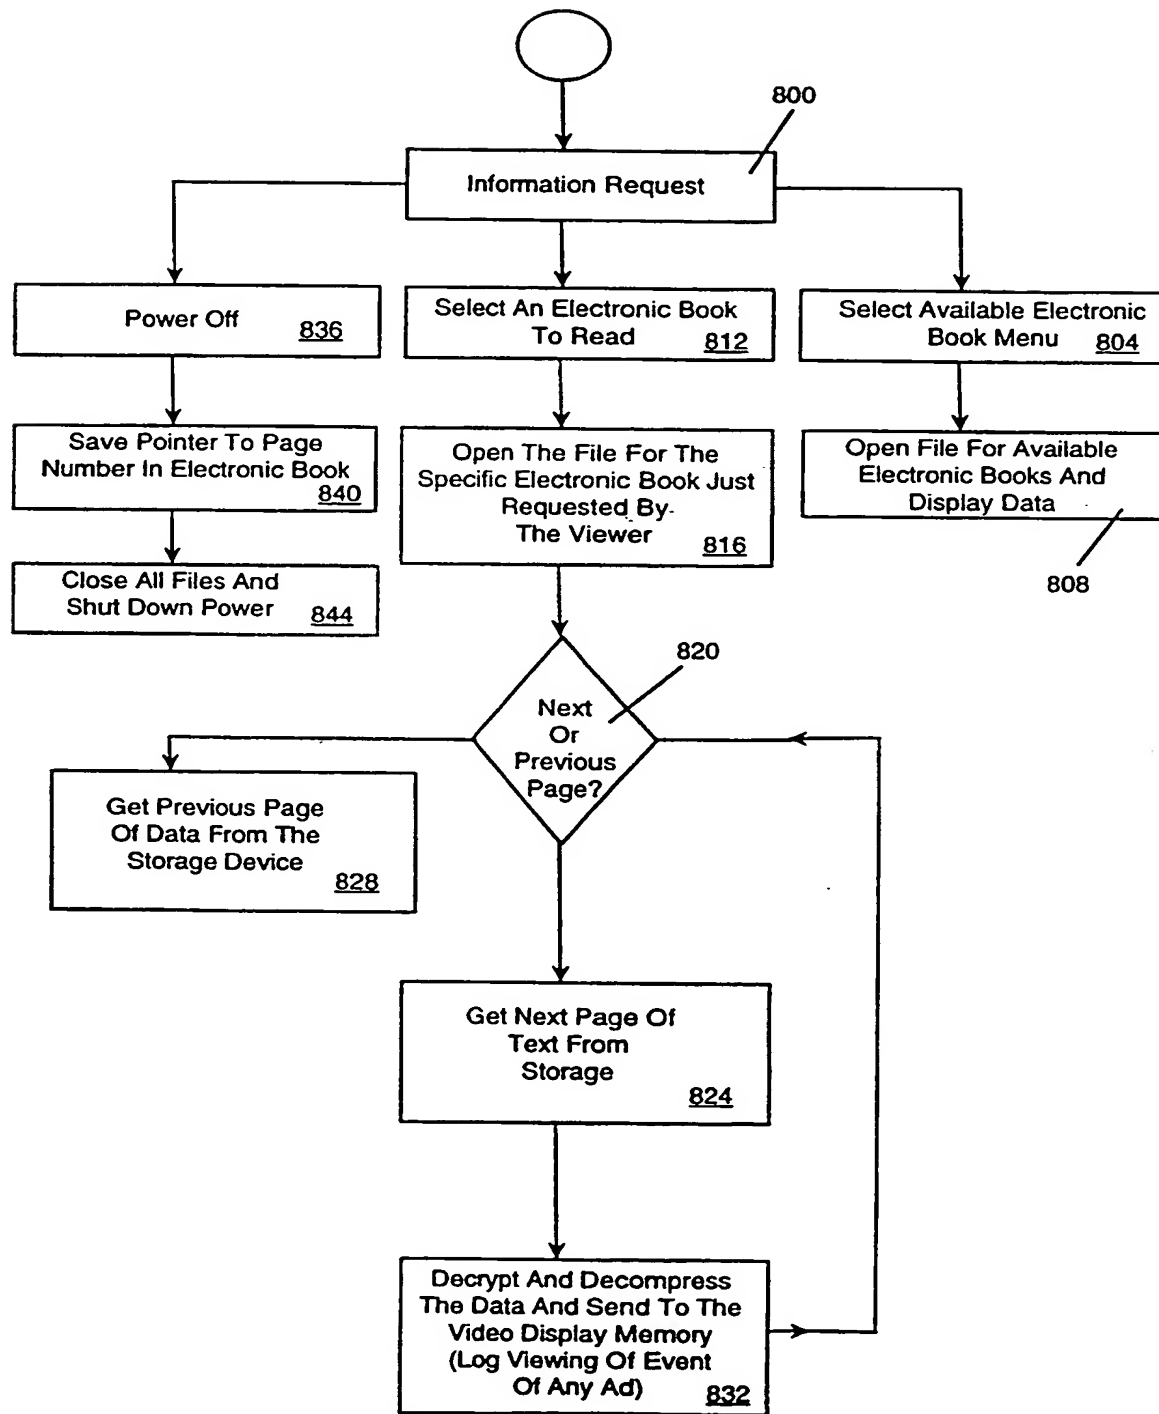 800
Information Request
Power Off
836
Select An Electronic Book
To Read
812
Select Available Electronic
Book Menu
804
Save Pointer To Page
Number In Electronic Book
840
Open The File For The
Specific Electronic Book Just
Requested By
The Viewer
816
Open File For Available
Electronic Books And
Display Data
808
Close All Files And
Shut Down Power
844
820
Next
Or
Previous
Page?
Get Previous Page
Of Data From The
Storage Device
828
Get Next Page Of
Text From
Storage
824
Decrypt And Decompress
The Data And Send To The
Video Display Memory
(Log Viewing Of Event
Of Any Ad)
832